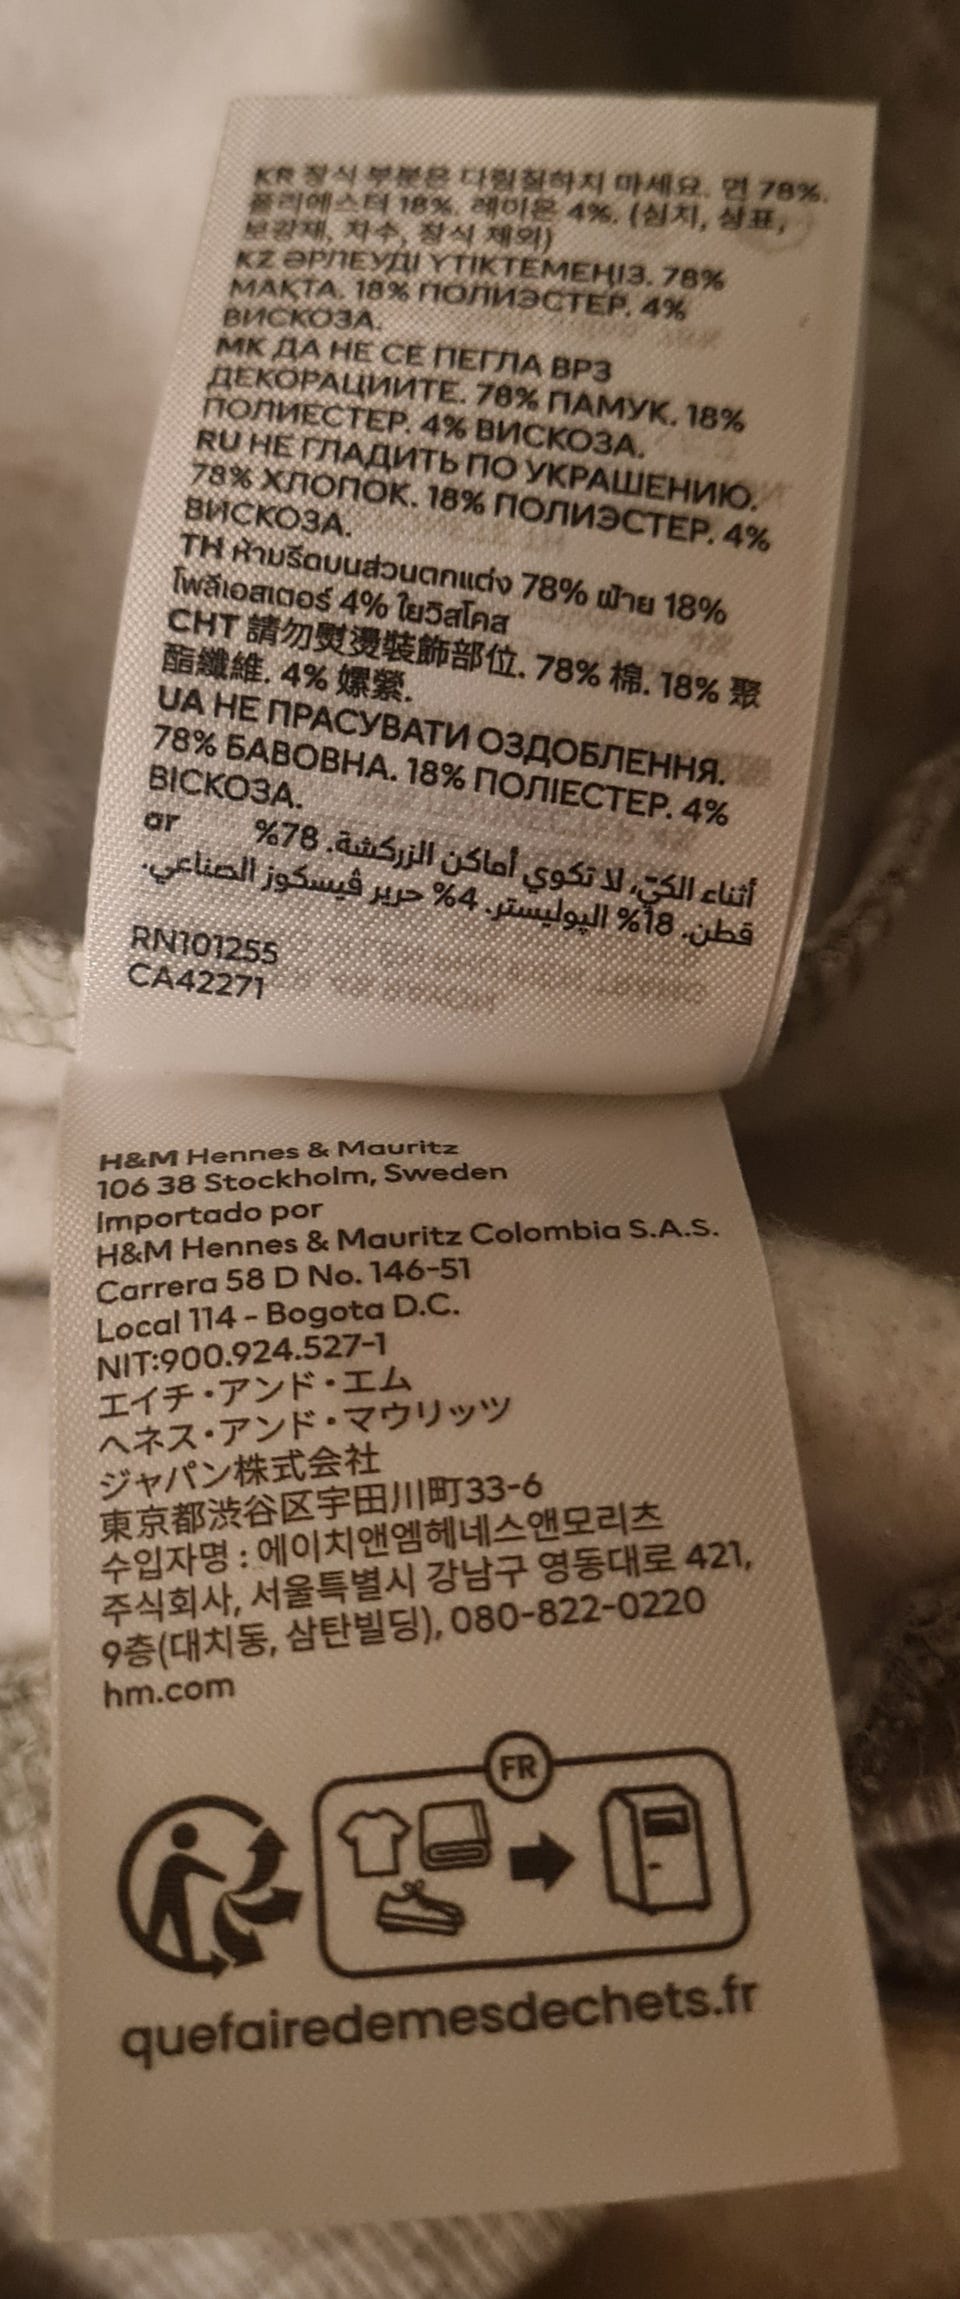 KR 장식 부분은 다림질하지 마세요. 면 78%.
폴리에스터 18%. 레이온 4%. (심지, 상표,
보강재, 자수, 장식 제외)
KZ ӘРЛЕУДІ ҮТІКТЕМЕҢІЗ. 78%
МАҚТА. 18% ПОЛИЭСТЕР. 4%
ВИСКОЗА.
MK ДА НЕ СЕ ПЕГЛА ВРЗ
ДЕКОРАЦИИТЕ. 78% ПАМУК. 18%
ПОЛИЕСТЕР. 4% ВИСКОЗА.
RU НЕ ГЛАДИТЬ ПО УКРАШЕНИЮ.
78% ХЛОПОК. 18% ПОЛИЭСТЕР. 4%
ВИСКОЗА.
TH ห้ามรีดบนส่วนตกแต่ง 78% ฝ้าย 18%
โพลีเอสเตอร์ 4% ใยวิสโคส
CHT 請勿熨燙裝飾部位. 78% 棉. 18% 聚
酯纖維. 4% 嫘縈.
UA НЕ ПРАСУВАТИ ОЗДОБЛЕННЯ.
78% БАВОВНА. 18% ПОЛІЕСТЕР. 4%
ВІСКОЗА.
ar أثناء الكيّ، لا تكوي أماكن الزركشة. 78%
قطن. 18% البوليستر. 4% حرير ڤيسكوز الصناعي.
RN101255
CA42271
H&M Hennes & Mauritz
106 38 Stockholm, Sweden
Importado por
H&M Hennes & Mauritz Colombia S.A.S.
Carrera 58 D No. 146-51
Local 114 - Bogota D.C.
NIT:900.924.527-1
エイチ・アンド・エム
ヘネス・アンド・マウリッツ
ジャパン株式会社
東京都渋谷区宇田川町33-6
수입자명 : 에이치앤엠헤네스앤모리츠
주식회사, 서울특별시 강남구 영동대로 421,
9층(대치동, 삼탄빌딩), 080-822-0220
hm.com
FR
quefairedemesdechets.fr